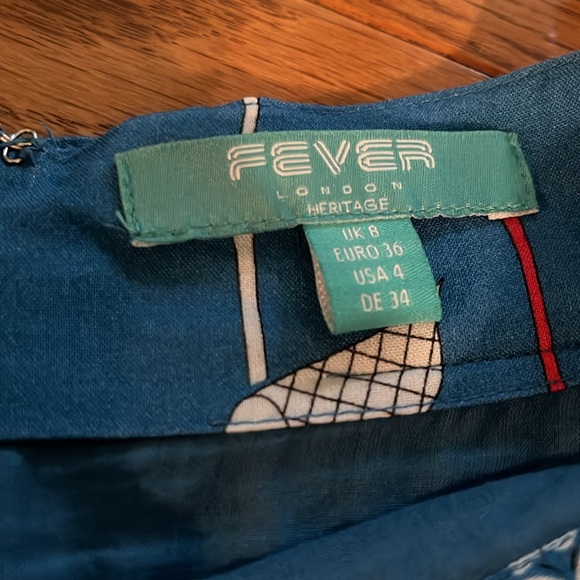 FEVER
LONDON
HERITAGE
UK 8
EURO 36
USA 4
DE 34